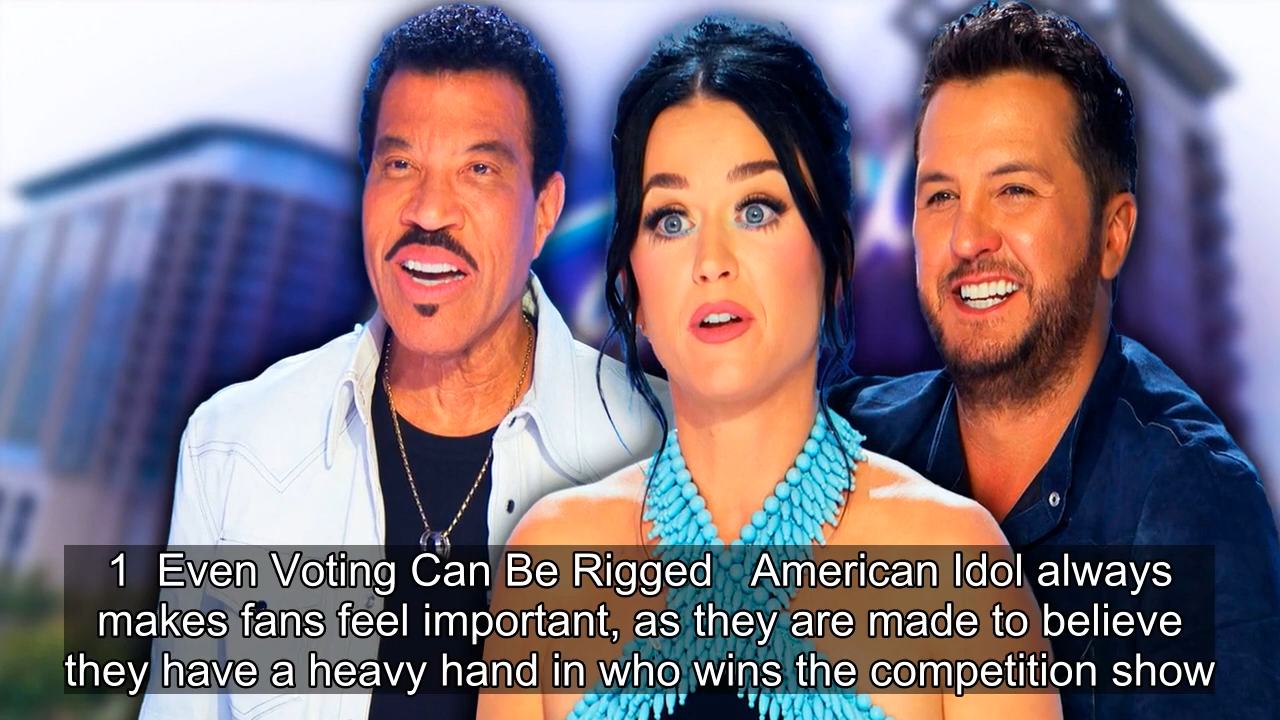 1  Even Voting Can Be Rigged   American Idol always
makes fans feel important, as they are made to believe
they have a heavy hand in who wins the competition show